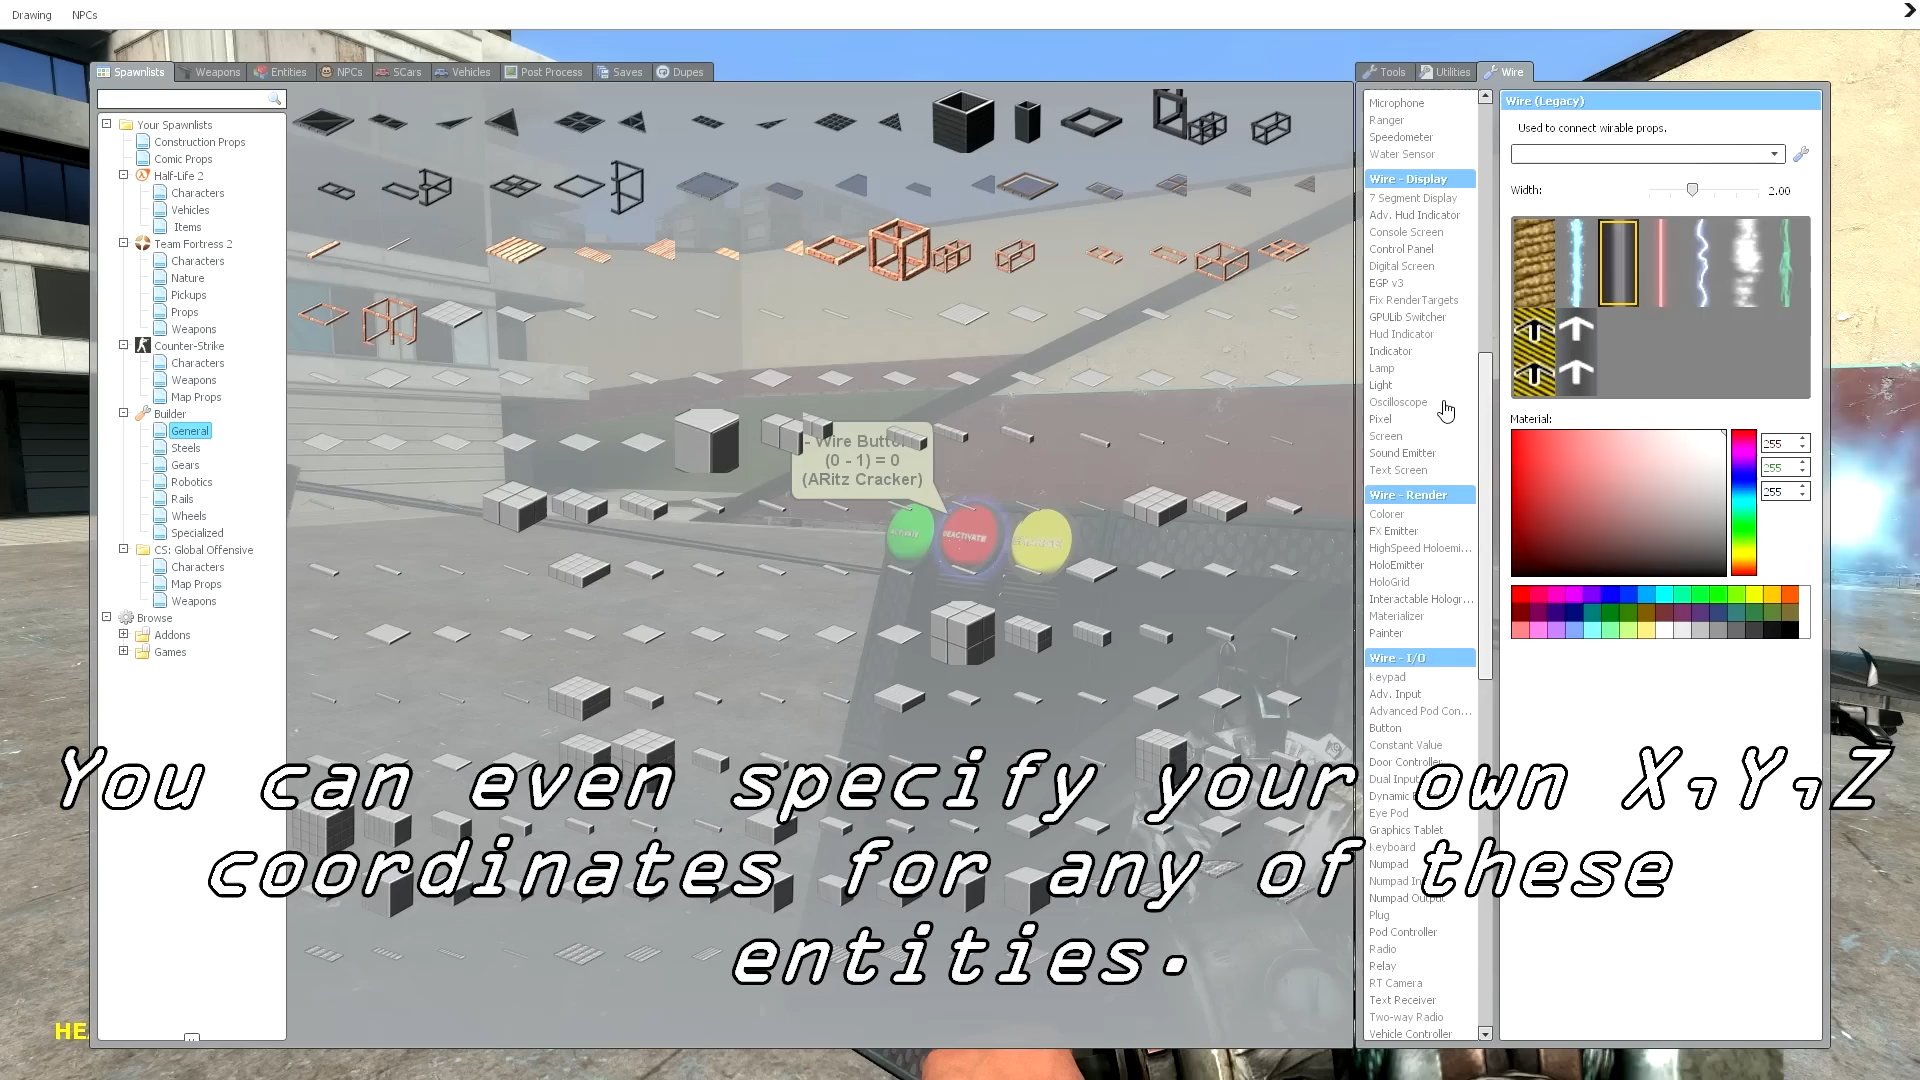 Drawing NPCs
Spawnlists Weapons Entities NPCs SCars Vehicles Post Process Saves Dupes
Your Spawnlists
Construction Props
Comic Props
Half-Life 2
Characters
Vehicles
Items
Team Fortress 2
Characters
Nature
Pickups
Props
Weapons
Counter-Strike
Characters
Weapons
Map Props
Builder
General
Steels
Gears
Robotics
Rails
Wheels
Specialized
CS: Global Offensive
Characters
Map Props
Weapons
Browse
Addons
Games
- Wire Button
(0 - 1) = 0
(ARitz Cracker)
DEACTIVATE
Tools Utilities Wire
Microphone
Ranger
Speedometer
Water Sensor
Wire - Display
7 Segment Display
Adv. Hud Indicator
Console Screen
Control Panel
Digital Screen
EGP v3
Fix RenderTargets
GPULib Switcher
Hud Indicator
Indicator
Lamp
Light
Oscilloscope
Pixel
Screen
Sound Emitter
Text Screen
Wire - Render
Colorer
FX Emitter
HighSpeed Holoemi...
HoloEmitter
HoloGrid
Interactable Hologr...
Materializer
Painter
Wire - I/O
Keypad
Adv. Input
Advanced Pod Con...
Button
Constant Value
Door Controller
Dual Input
Dynamic
Eye Pod
Graphics Tablet
Keyboard
Numpad
Numpad In
Numpad Output
Plug
Pod Controller
Radio
Relay
RT Camera
Text Receiver
Two-way Radio
Vehicle Controller
Wire (Legacy)
Used to connect wirable props.
Width: 2.00
Material:
255
255
255
You can even specify your own X,Y,Z
coordinates for any of these
entities.
HE